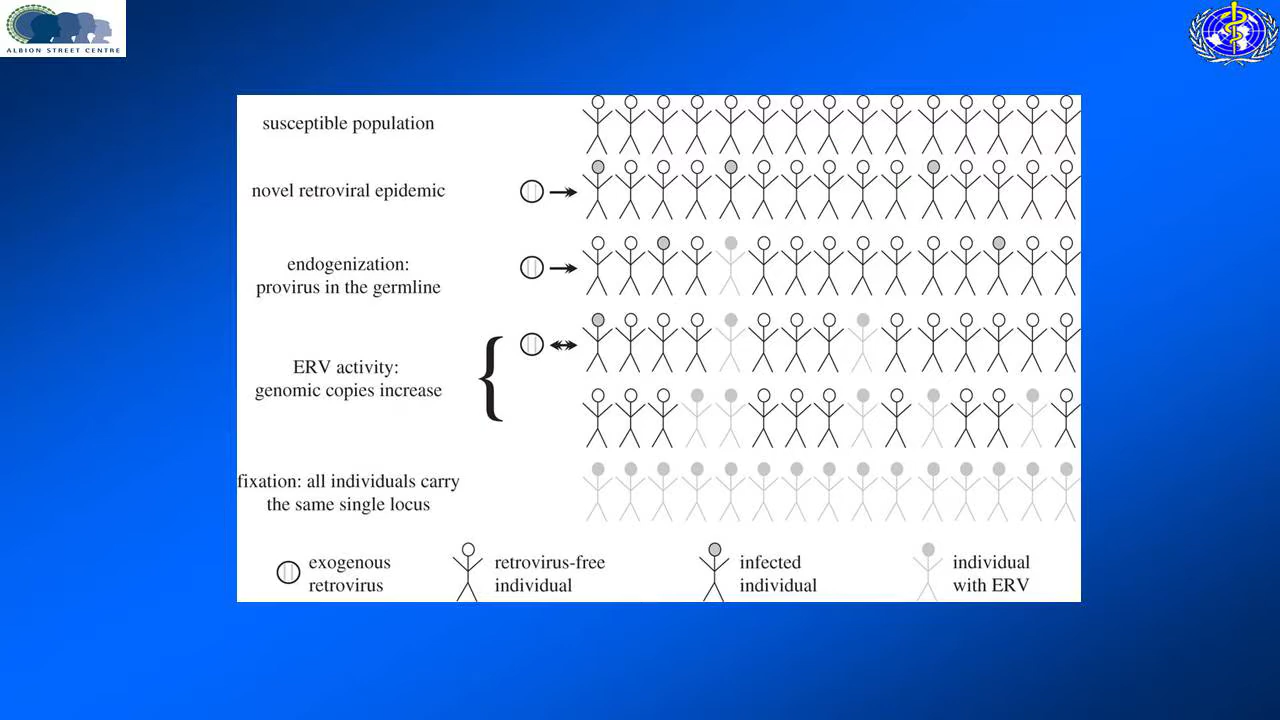 ALBION STREET CENTRE
susceptible population
novel retroviral epidemic
endogenization:
provirus in the germline
ERV activity:
genomic copies increase
fixation: all individuals carry
the same single locus
exogenous
retrovirus
retrovirus-free
individual
infected
individual
individual
with ERV